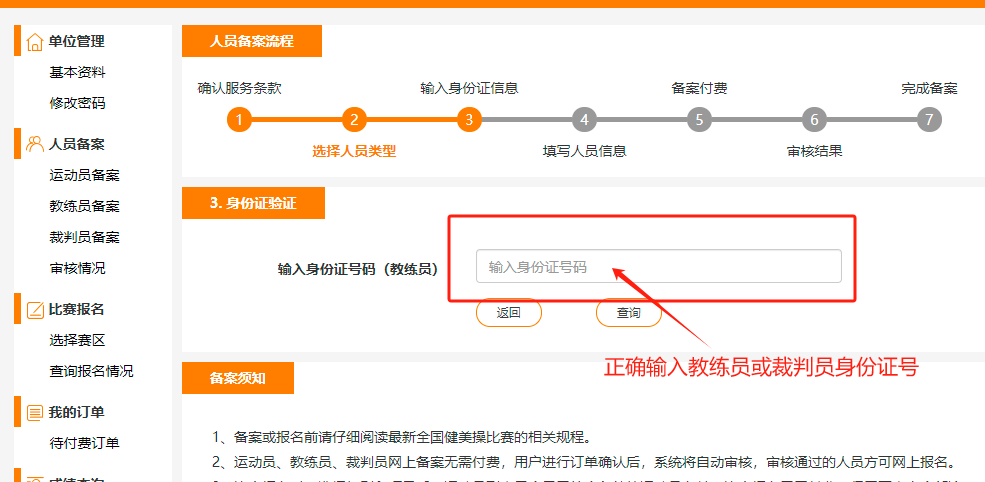 单位管理
基本资料
修改密码
人员备案
运动员备案
教练员备案
裁判员备案
审核情况
比赛报名
选择赛区
查询报名情况
我的订单
待付费订单
人员备案流程
确认服务条款
输入身份证信息
备案付费
完成备案
1 2 3 4 5 6 7
选择人员类型
填写人员信息
审核结果
3. 身份证验证
输入身份证号码（教练员）
输入身份证号码
返回
查询
正确输入教练员或裁判员身份证号
备案须知
1、备案或报名前请仔细阅读最新全国健美操比赛的相关规程。
2、运动员、教练员、裁判员网上备案无需付费，用户进行订单确认后，系统将自动审核，审核通过的人员方可网上报名。